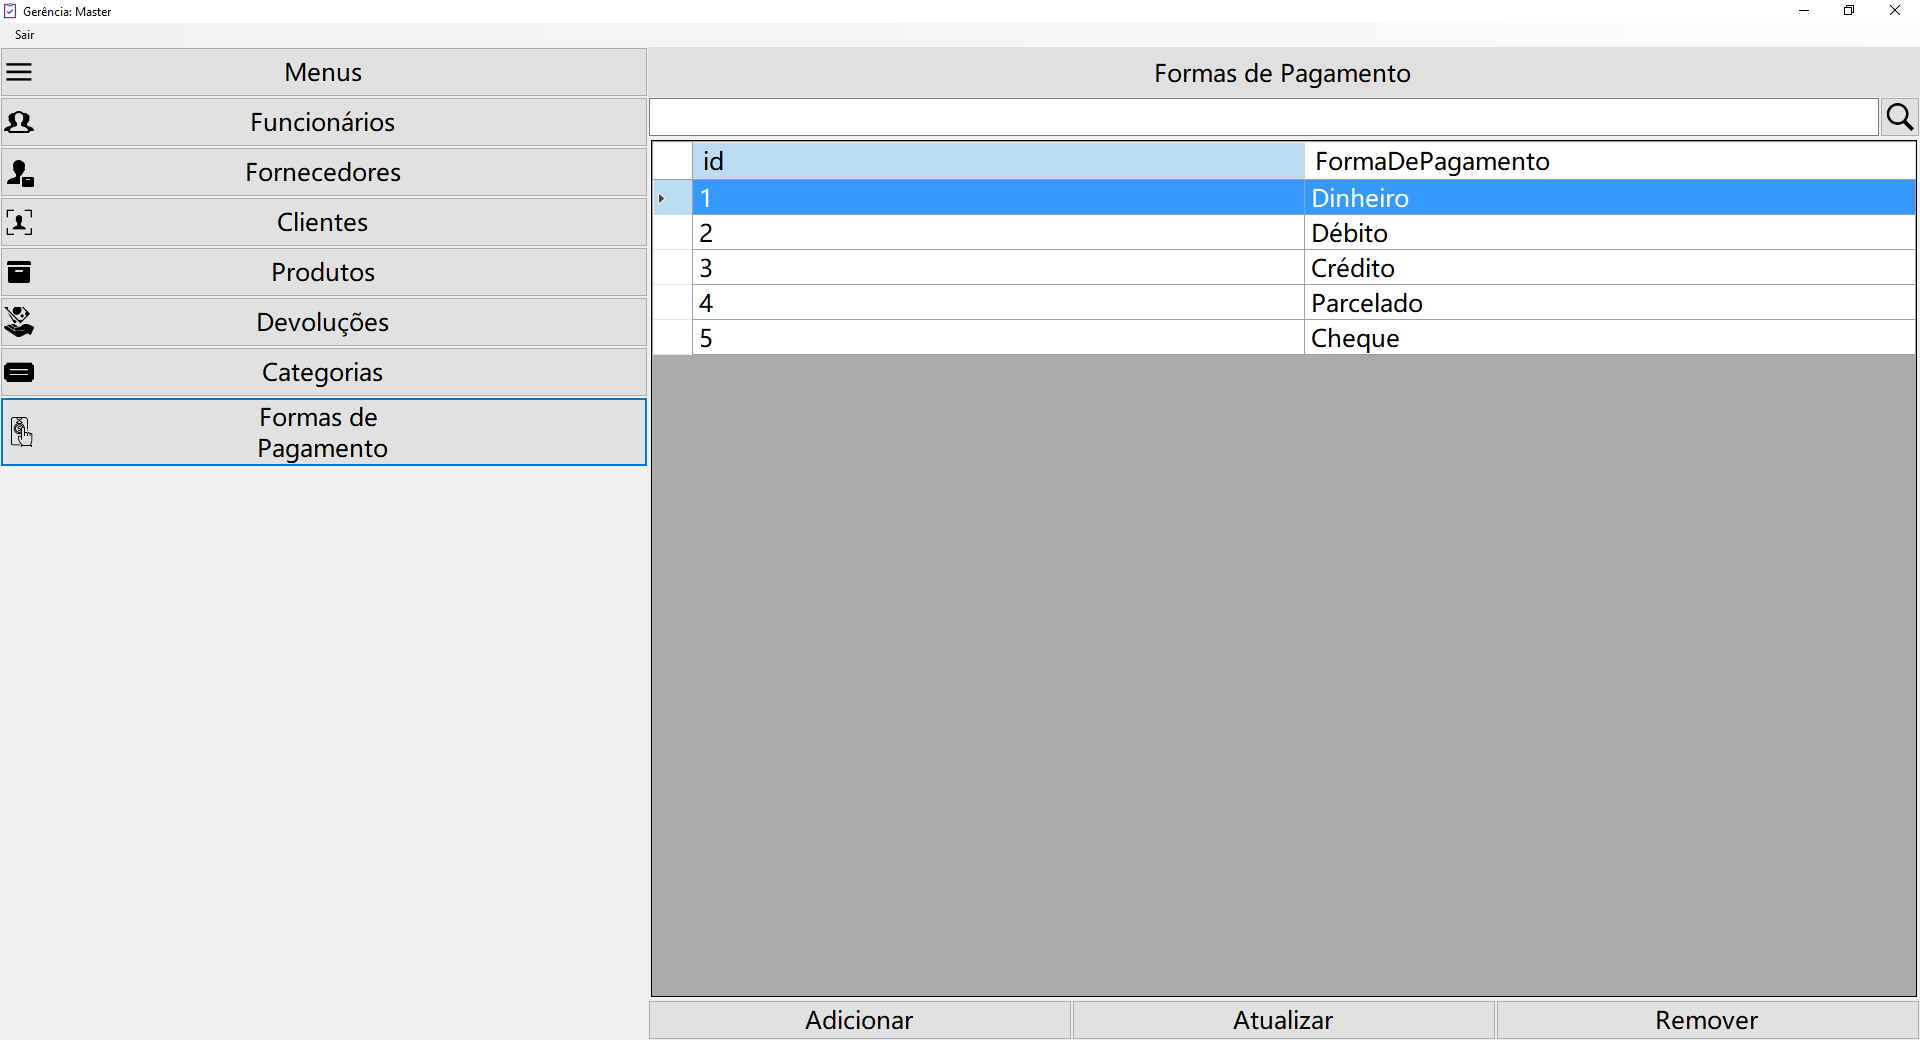 Gerência: Master
Sair
Menus
Funcionários
Fornecedores
Clientes
Produtos
Devoluções
Categorias
Formas de
Pagamento
Formas de Pagamento
id FormaDePagamento
1 Dinheiro
2 Débito
3 Crédito
4 Parcelado
5 Cheque
Adicionar Atualizar Remover